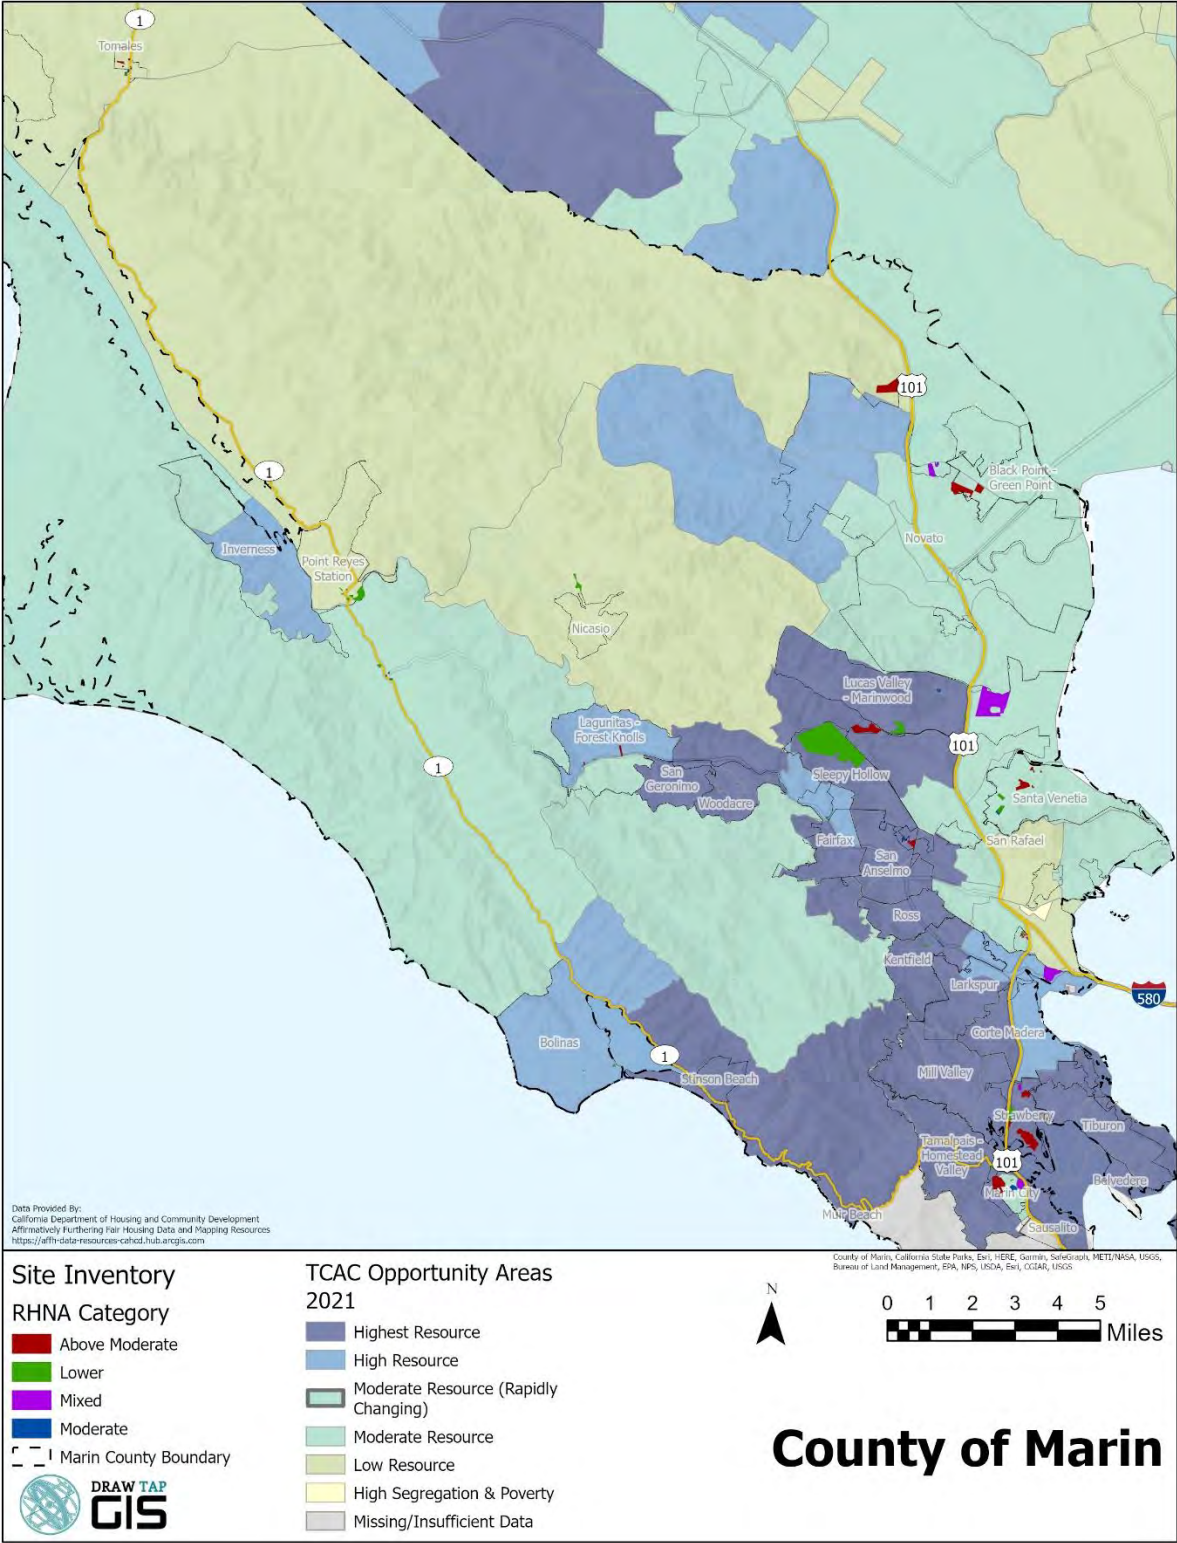 1
Tomales
101
Black Point-
Green Point
1
Novato
Inverness
Point Reyes
Station
Nicasio
Lucas Valley
- Marinwood
Lagunitas -
Forest Knolls
101
1
San
Geronimo
Sleepy Hollow
Woodacre
Santa Venetia
Fairfax
San Rafael
San
Anselmo
Ross
Kentfield
Larkspur
580
Corte Madera
Bolinas
1
Mill Valley
Stinson Beach
Strawberry
Tiburon
Tamalpais -
Homestead
Valley
101
Belvedere
Marin City
Muir Beach
Sausalito
Data Provided By:
California Department of Housing and Community Development
Affirmatively Furthering Fair Housing Data and Mapping Resources
https://affh-data-resources-cahcd.hub.arcgis.com
County of Marin, California State Parks, Esri, HERE, Garmin, SafeGraph, METI/NASA, USGS,
Bureau of Land Management, EPA, NPS, USDA, Esri, CGIAR, USGS
Site Inventory
RHNA Category
Above Moderate
Lower
Mixed
Moderate
Marin County Boundary
DRAW TAP
GIS
TCAC Opportunity Areas
2021
Highest Resource
High Resource
Moderate Resource (Rapidly
Changing)
Moderate Resource
Low Resource
High Segregation & Poverty
Missing/Insufficient Data
N
0 1 2 3 4 5
Miles
County of Marin